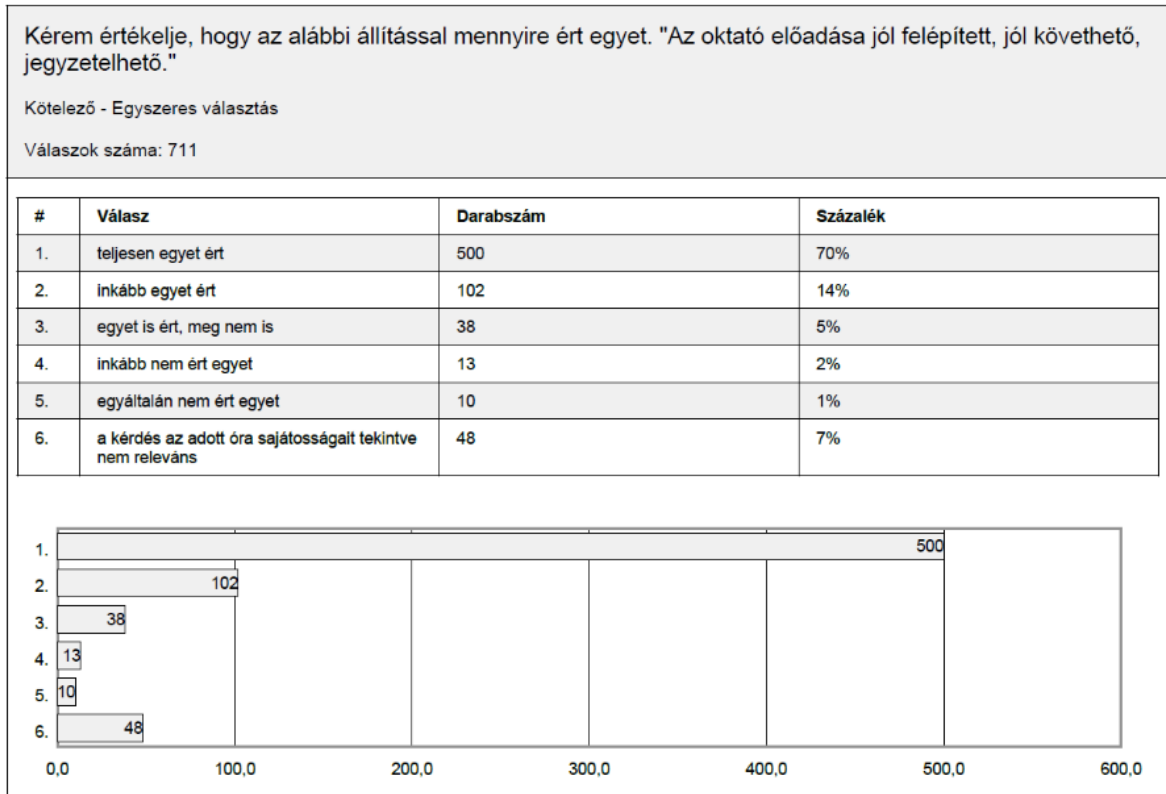 Kérem értékelje, hogy az alábbi állítással mennyire ért egyet. "Az oktató előadása jól felépített, jól követhető,
jegyzetelhető."
Kötelező - Egyszeres választás
Válaszok száma: 711
# Válasz Darabszám Százalék
1. teljesen egyet ért 500 70%
2. inkább egyet ért 102 14%
3. egyet is ért, meg nem is 38 5%
4. inkább nem ért egyet 13 2%
5. egyáltalán nem ért egyet 10 1%
6. a kérdés az adott óra sajátosságait tekintve 48 7%
nem releváns
1. 500
2. 102
3. 38
4. 13
5. 10
6. 48
0,0 100,0 200,0 300,0 400,0 500,0 600,0